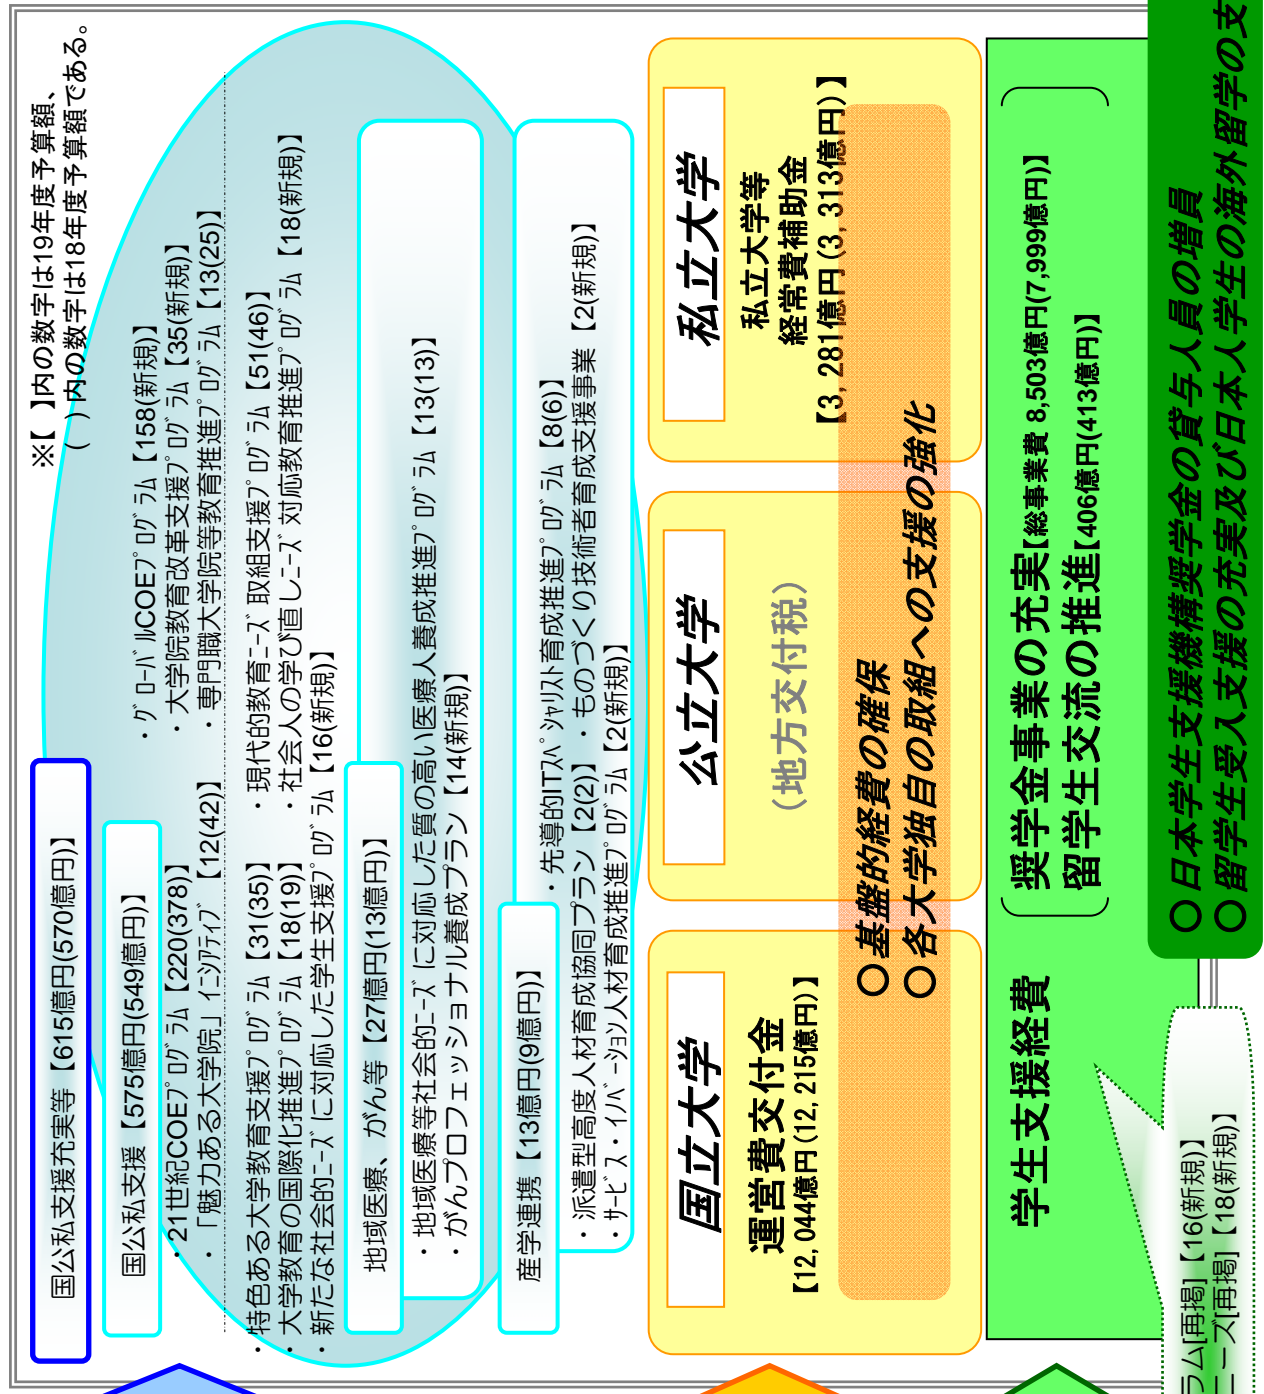 ※【　】内の数字は19年度予算額、
(　)内の数字は18年度予算額である。
国公私支援充実等【615億円(570億円)】
国公私支援【575億円(549億円)】
・21世紀COEﾌﾟﾛｸﾞﾗﾑ【220(378)】
・ｸﾞﾛｰﾊﾞﾙCOEﾌﾟﾛｸﾞﾗﾑ【158(新規)】
・「魅力ある大学院」ｲﾆｼｱﾃｨﾌﾞ【12(42)】
・大学院教育改革支援ﾌﾟﾛｸﾞﾗﾑ【35(新規)】
・専門職大学院等教育推進ﾌﾟﾛｸﾞﾗﾑ【13(25)】
・特色ある大学教育支援ﾌﾟﾛｸﾞﾗﾑ【31(35)】
・現代的教育ﾆｰｽﾞ取組支援ﾌﾟﾛｸﾞﾗﾑ【51(46)】
・大学教育の国際化推進ﾌﾟﾛｸﾞﾗﾑ【18(19)】
・社会人の学び直しﾆｰｽﾞ対応教育推進ﾌﾟﾛｸﾞﾗﾑ【18(新規)】
・新たな社会的ﾆｰｽﾞに対応した学生支援ﾌﾟﾛｸﾞﾗﾑ【16(新規)】
地域医療、がん等【27億円(13億円)】
・地域医療等社会的ﾆｰｽﾞに対応した質の高い医療人養成推進ﾌﾟﾛｸﾞﾗﾑ【13(13)】
・がんプロフェッショナル養成プラン【14(新規)】
産学連携【13億円(9億円)】
・先導的ITｽﾍﾟｼｬﾘｽﾄ育成推進ﾌﾟﾛｸﾞﾗﾑ【8(6)】
・派遣型高度人材育成協同プラン【2(2)】・ものづくり技術者育成支援事業【2(新規)】
・ｻｰﾋﾞｽ・ｲﾉﾍﾞｰｼｮﾝ人材育成推進ﾌﾟﾛｸﾞﾗﾑ【2(新規)】
国立大学
運営費交付金
【12,044億円(12,215億円)】
公立大学
（地方交付税）
私立大学
私立大学等
経常費補助金
【3,281億円(3,313億円)】
○基盤的経費の確保
○各大学独自の取組への支援の強化
学生支援経費
奨学金事業の充実【総事業費 8,503億円(7,999億円)】
留学生交流の推進【406億円(413億円)】
○日本学生支援機構奨学金の貸与人員の増員
○留学生受入支援の充実及び日本人学生の海外留学の支
ラム[再掲]【16(新規)】
ニーズ[再掲]【18(新規)】